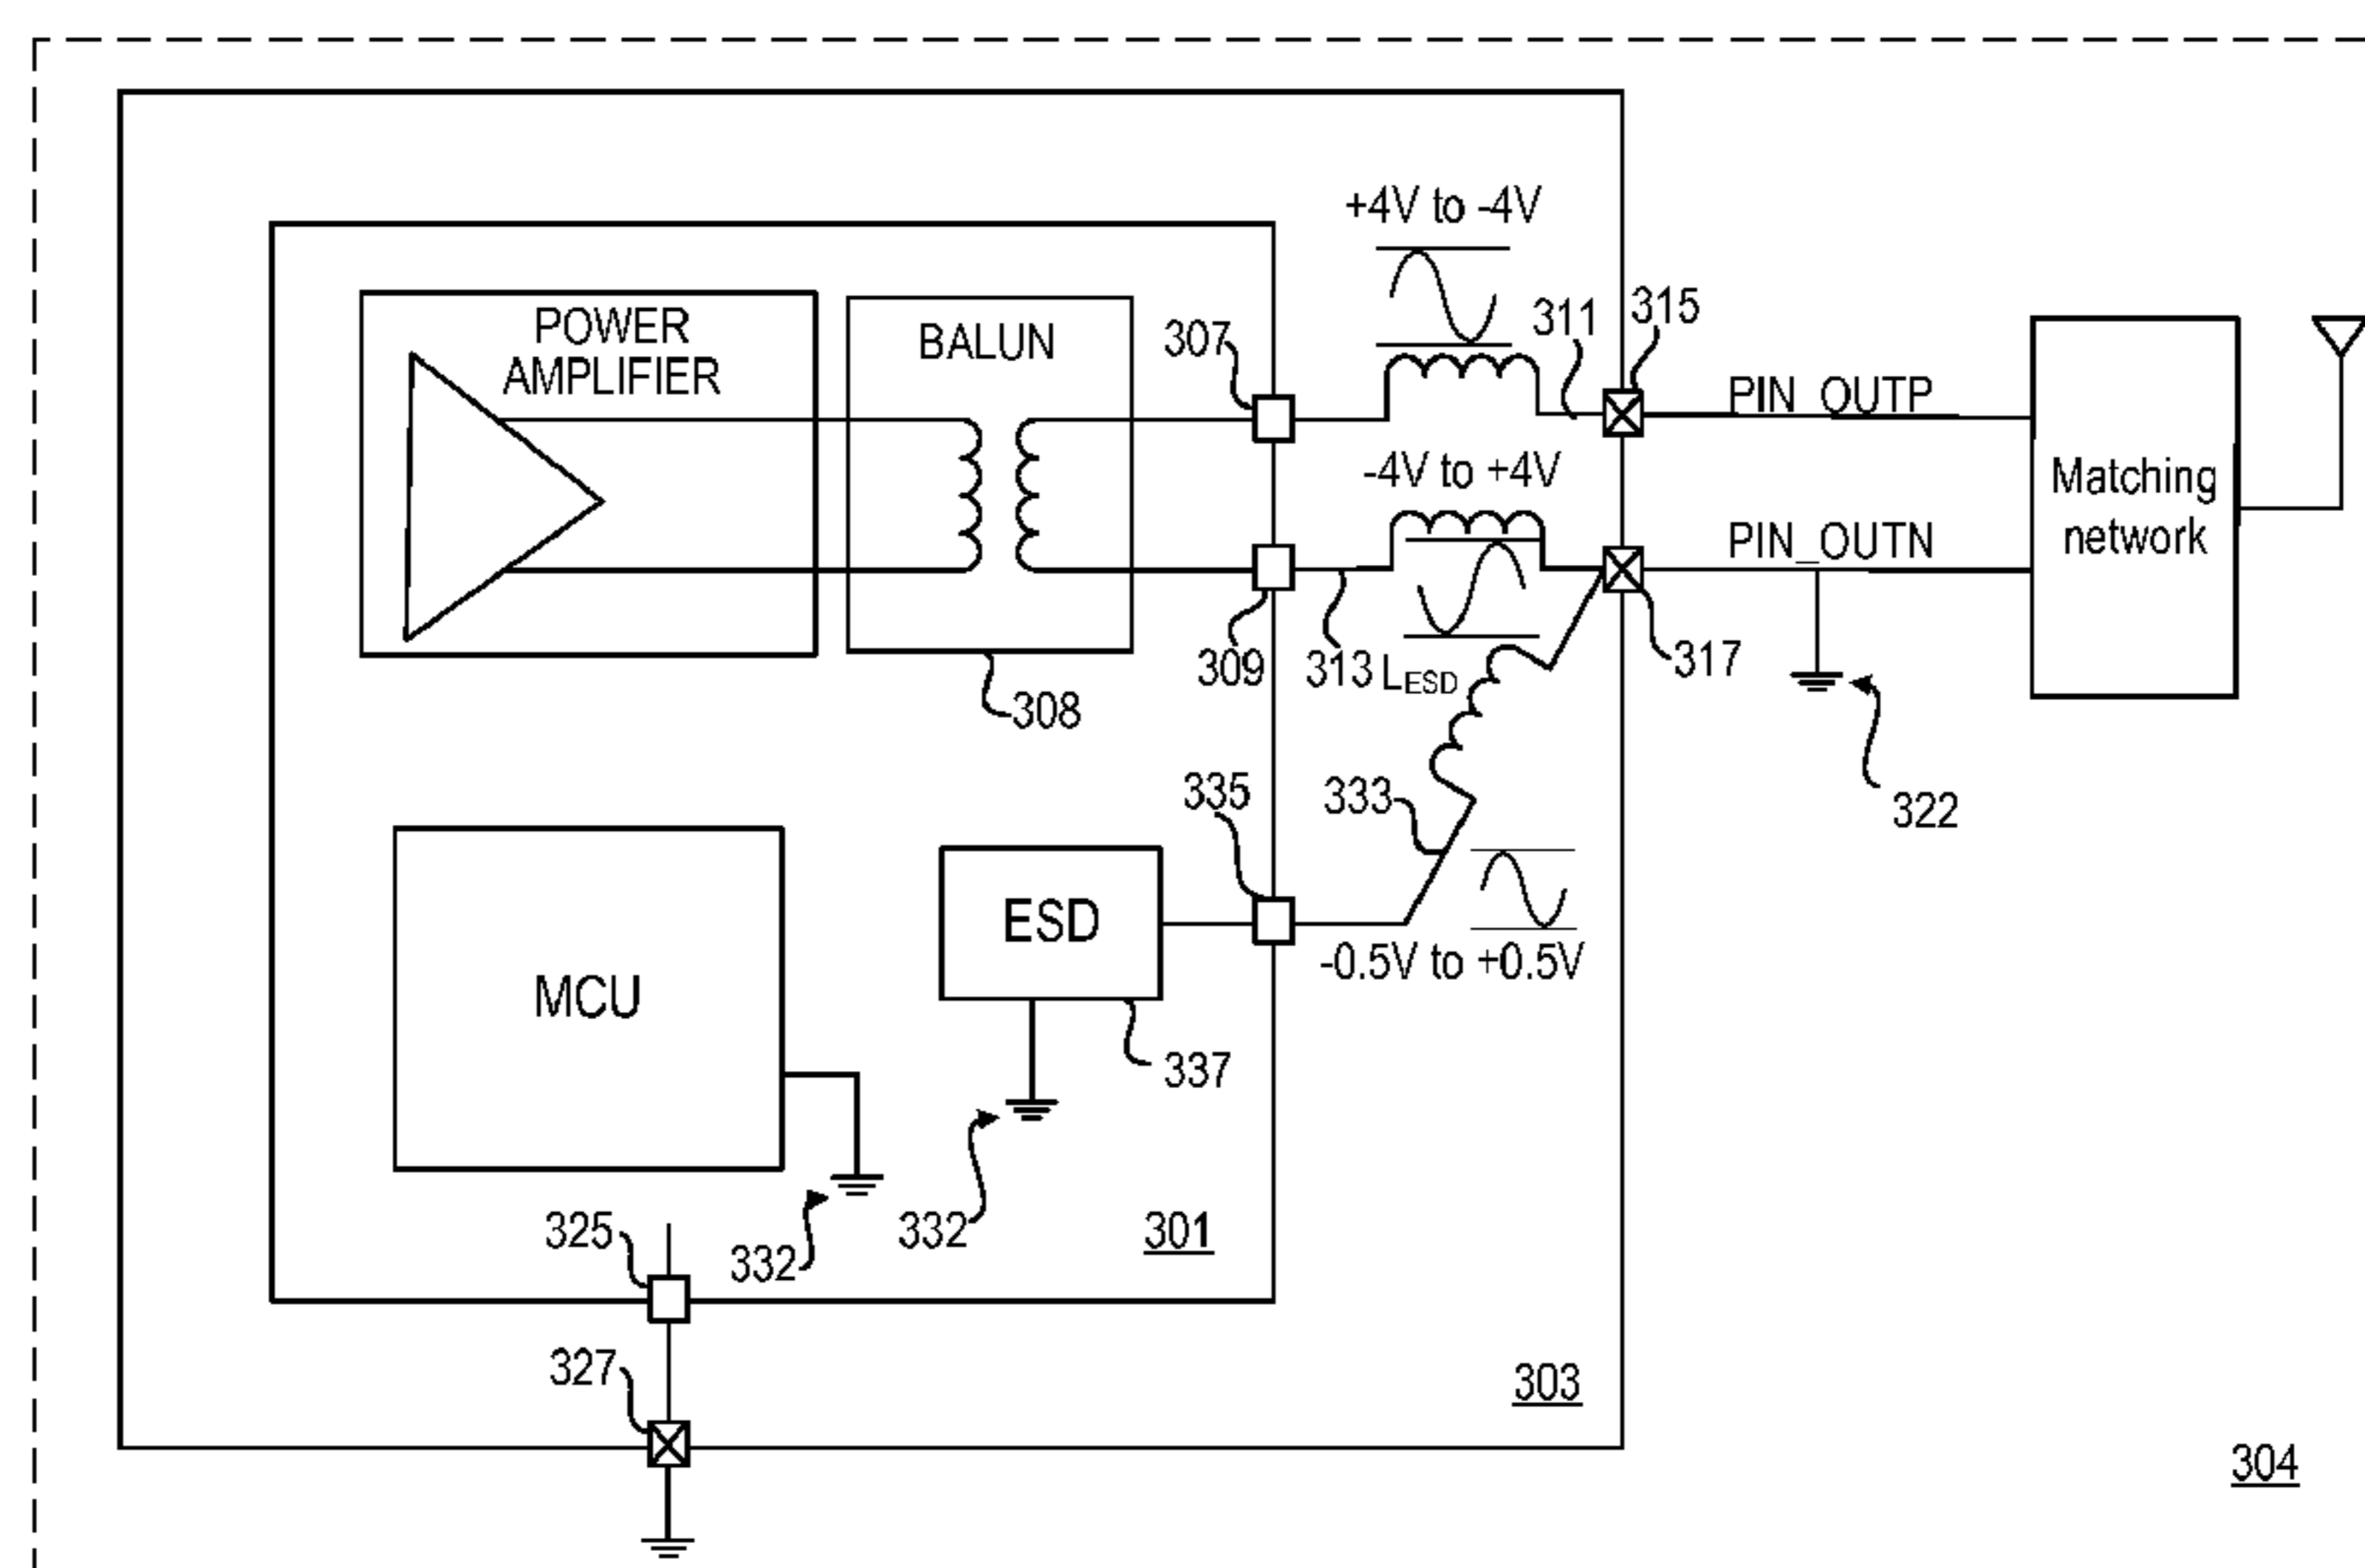 +4V to -4V
POWER
AMPLIFIER
BALUN
307
311
315
PIN_OUTP
-4V to +4V
Matching
network
PIN_OUTN
309
313
LESD
317
308
335
333
322
ESD
-0.5V to +0.5V
MCU
337
325
332
332
301
327
303
304